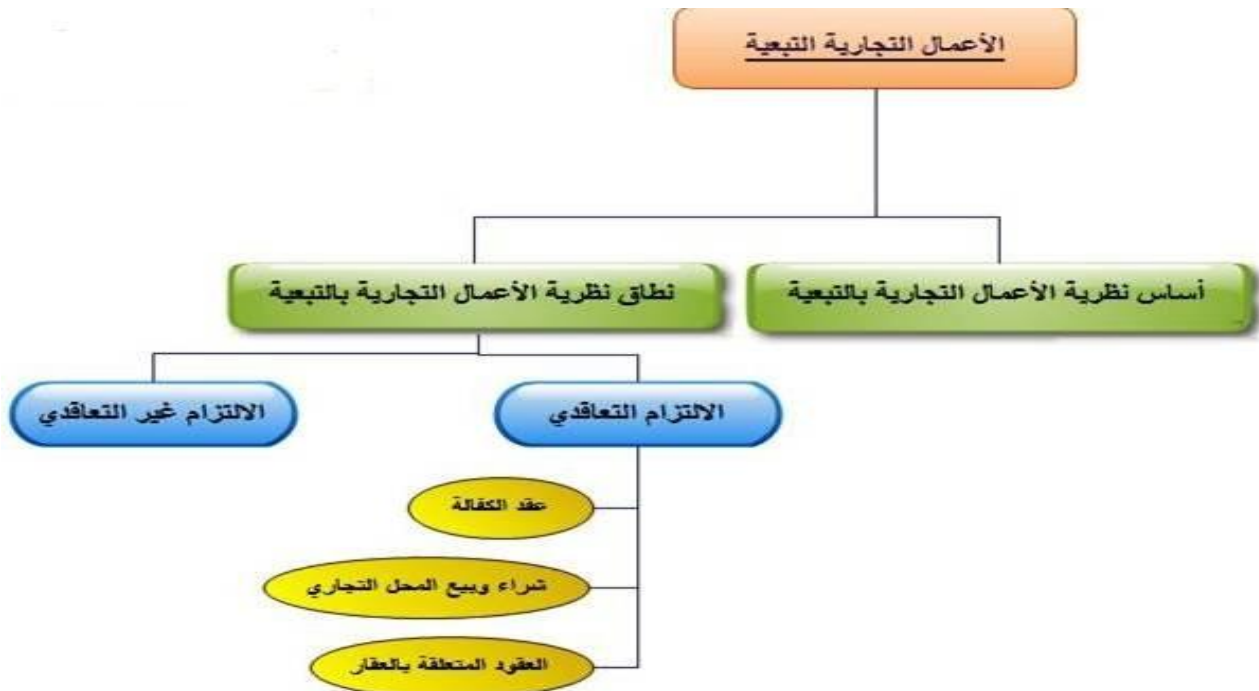 الأعمال التجارية التبعية
أساس نظرية الأعمال التجارية بالتبعية
نطاق نظرية الأعمال التجارية بالتبعية
الالتزام التعاقدي
الالتزام غير التعاقدي
عقد الكفالة
شراء وبيع المحل التجاري
العقود المتعلقة بالعقار